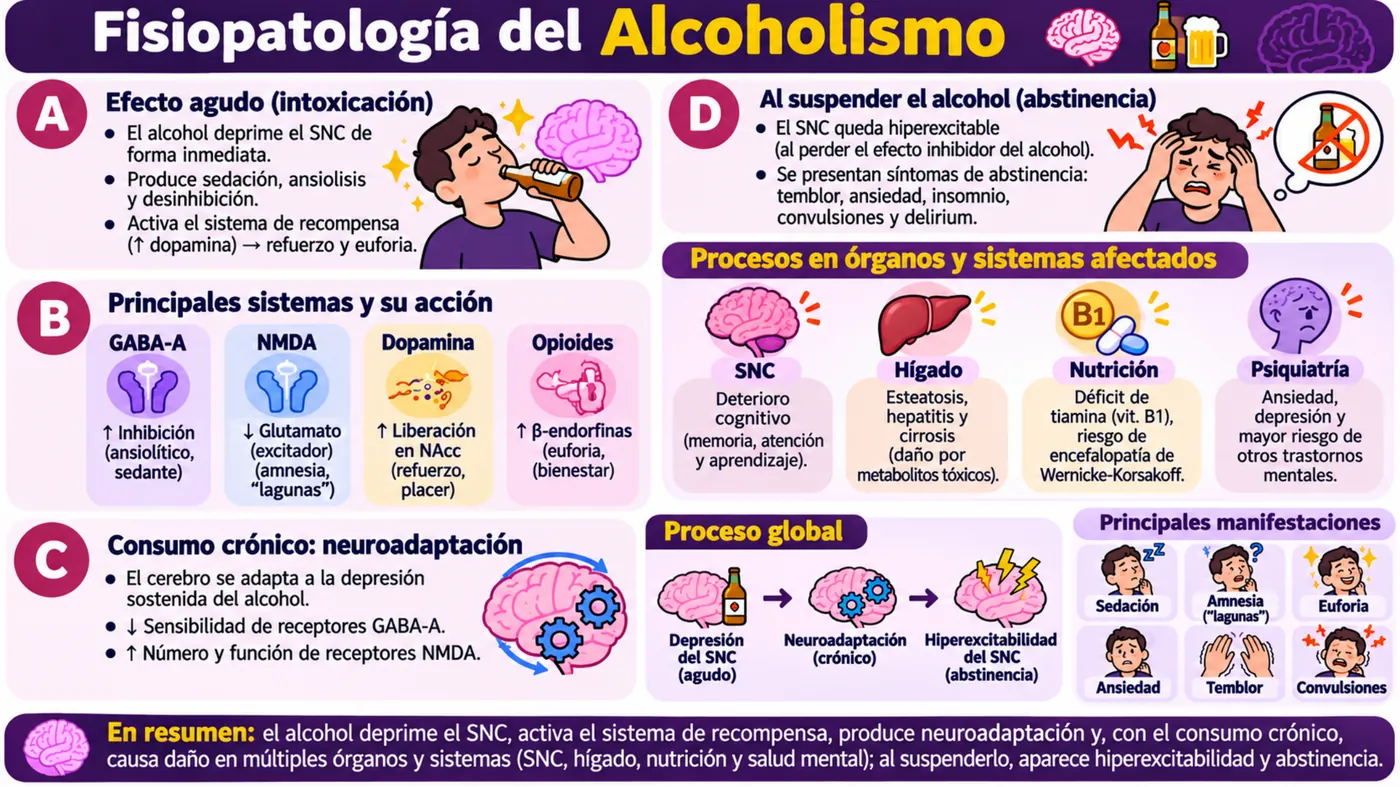 Fisiopatología del Alcoholismo
A
Efecto agudo (intoxicación)
• El alcohol deprime el SNC de
forma inmediata.
• Produce sedación, ansiolisis
y desinhibición.
• Activa el sistema de recompensa
(↑ dopamina) → refuerzo y euforia.
B
Principales sistemas y su acción
GABA-A
↑ Inhibición
(ansiolítico,
sedante)
NMDA
↓ Glutamato
(excitador)
(amnesia,
“lagunas”)
Dopamina
↑ Liberación
en NAcc
(refuerzo,
placer)
Opioides
↑ β-endorfinas
(euforia,
(bienestar)
C
Consumo crónico: neuroadaptación
• El cerebro se adapta a la depresión
sostenida del alcohol.
• ↓ Sensibilidad de receptores GABA-A.
• ↑ Número y función de receptores NMDA.
D
Al suspender el alcohol (abstinencia)
• El SNC queda hiperexcitable
(al perder el efecto inhibidor del alcohol).
• Se presentan síntomas de abstinencia:
temblor, ansiedad, insomnio,
convulsiones y delirium.
Procesos en órganos y sistemas afectados
SNC
Deterioro
cognitivo
(memoria, atención
y aprendizaje).
Hígado
Esteatosis,
hepatitis y
cirrosis
(daño por
metabolitos tóxicos).
B1
Nutrición
Déficit de
tiamina (vit. B1),
riesgo de
encefalopatía de
Wernicke-Korsakoff.
Psiquiatría
Ansiedad,
depresión y
mayor riesgo de
otros trastornos
mentales.
Proceso global
Depresión
del SNC
(agudo)
Neuroadaptación
(crónico)
Hiperexcitabilidad
del SNC
(abstinencia)
Principales manifestaciones
zz
Sedación
?
Amnesia
(“lagunas”)
Euforia
Ansiedad
Temblor
Convulsiones
En resumen: el alcohol deprime el SNC, activa el sistema de recompensa, produce neuroadaptación y, con el consumo crónico,
causa daño en múltiples órganos y sistemas (SNC, hígado, nutrición y salud mental); al suspenderlo, aparece hiperexcitabilidad y abstinencia.